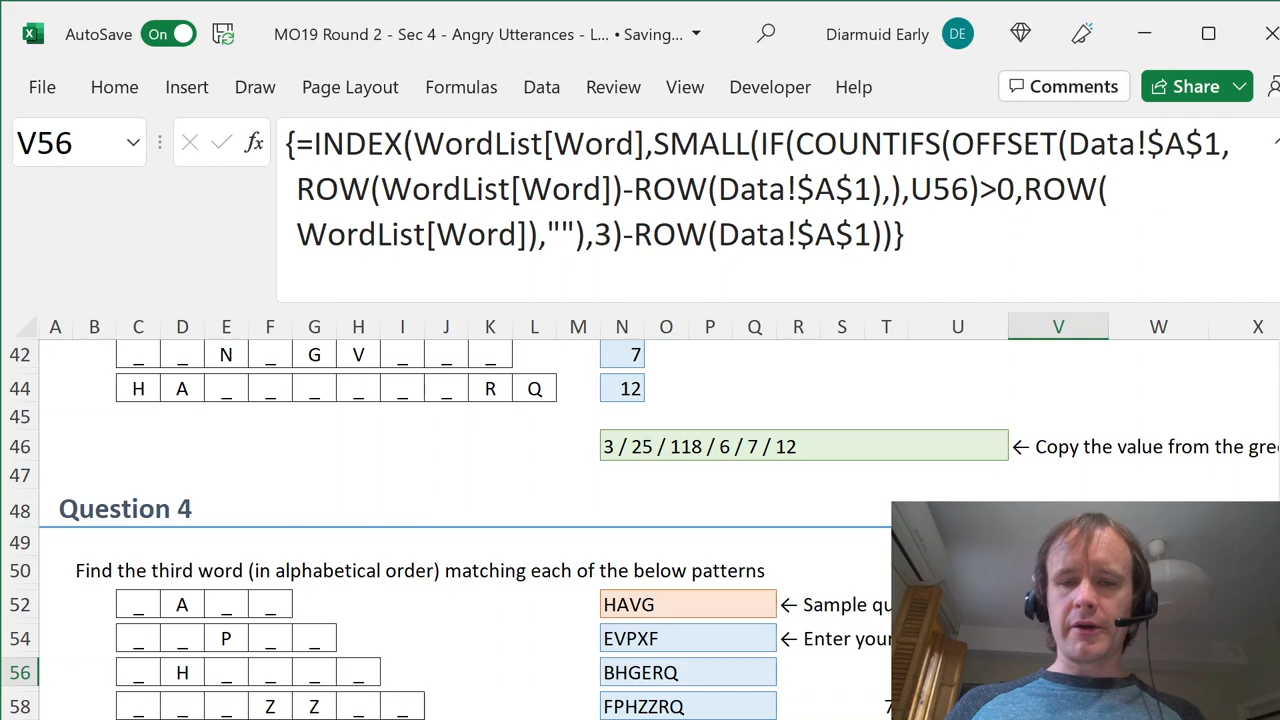 AutoSave On MO19 Round 2 - Sec 4 - Angry Utterances - L... • Saving... Diarmuid Early DE
File Home Insert Draw Page Layout Formulas Data Review View Developer Help Comments Share
V56 fx {=INDEX(WordList[Word],SMALL(IF(COUNTIFS(OFFSET(Data!$A$1,
ROW(WordList[Word])-ROW(Data!$A$1),),U56)>0,ROW(
WordList[Word]),""),3)-ROW(Data!$A$1))}
A B C D E F G H I J K L M N O P Q R S T U V W X
42 _ _ N _ G V _ _ _ 7
44 H A _ _ _ _ _ _ R Q 12
45
46 3 / 25 / 118 / 6 / 7 / 12 ← Copy the value from the gre
47
48 Question 4
49
50 Find the third word (in alphabetical order) matching each of the below patterns
52 _ A _ _ HAVG ← Sample qu
54 _ _ P _ _ EVPXF ← Enter your
56 _ H _ _ _ _ BHGERQ
58 _ _ _ Z Z _ _ FPHZZRQ 7